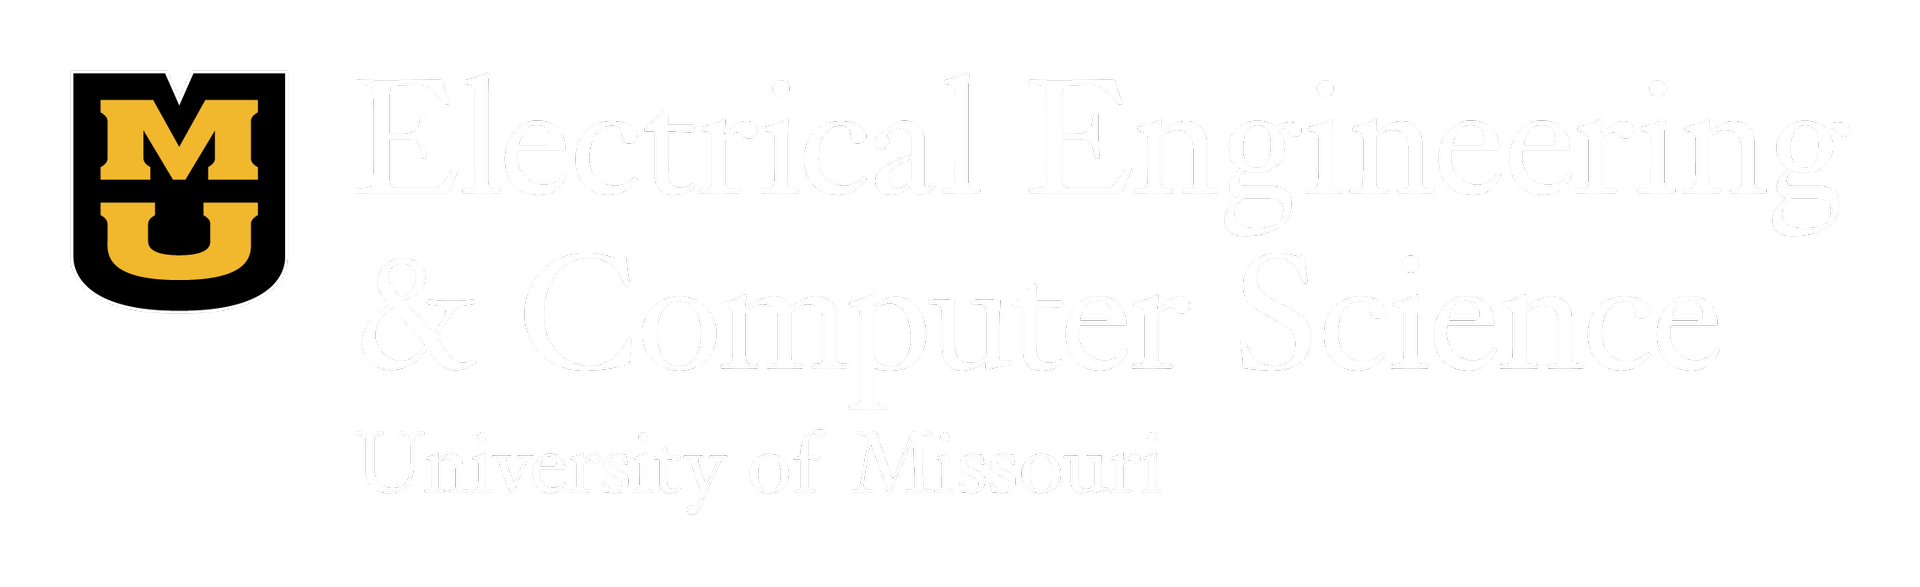 MU
Electrical Engineering
& Computer Science
University of Missouri